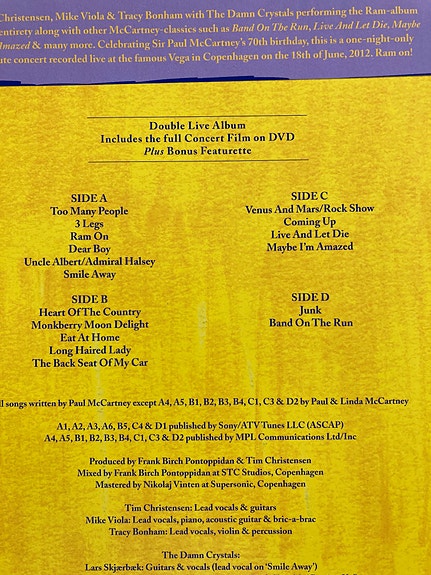 Christensen, Mike Viola & Tracy Bonham with The Damn Crystals performing the Ram-album
entirety along with other McCartney-classics such as Band On The Run, Live And Let Die, Maybe
Amazed & many more. Celebrating Sir Paul McCartney's 70th birthday, this is a one-night-only
ute concert recorded live at the famous Vega in Copenhagen on the 18th of June, 2012. Ram on!
Double Live Album
Includes the full Concert Film on DVD
Plus Bonus Featurette
SIDE A
Too Many People
3 Legs
Ram On
Dear Boy
Uncle Albert/Admiral Halsey
Smile Away
SIDE B
Heart Of The Country
Monkberry Moon Delight
Eat At Home
Long Haired Lady
The Back Seat Of My Car
SIDE C
Venus And Mars/Rock Show
Coming Up
Live And Let Die
Maybe I'm Amazed
SIDE D
Junk
Band On The Run
ll songs written by Paul McCartney except A4, A5, B1, B2, B3, B4, C1, C3 & D2 by Paul & Linda McCartney
A1, A2, A3, A6, B5, C4 & D1 published by Sony/ATV Tunes LLC (ASCAP)
A4, A5, B1, B2, B3, B4, C1, C3 & D2 published by MPL Communications Ltd/Inc
Produced by Frank Birch Pontoppidan & Tim Christensen
Mixed by Frank Birch Pontoppidan at STC Studios, Copenhagen
Mastered by Nikolaj Vinten at Supersonic, Copenhagen
Tim Christensen: Lead vocals & guitars
Mike Viola: Lead vocals, piano, acoustic guitar & bric-a-brac
Tracy Bonham: Lead vocals, violin & percussion
The Damn Crystals:
Lars Skjærbæk: Guitars & vocals (lead vocal on 'Smile Away')